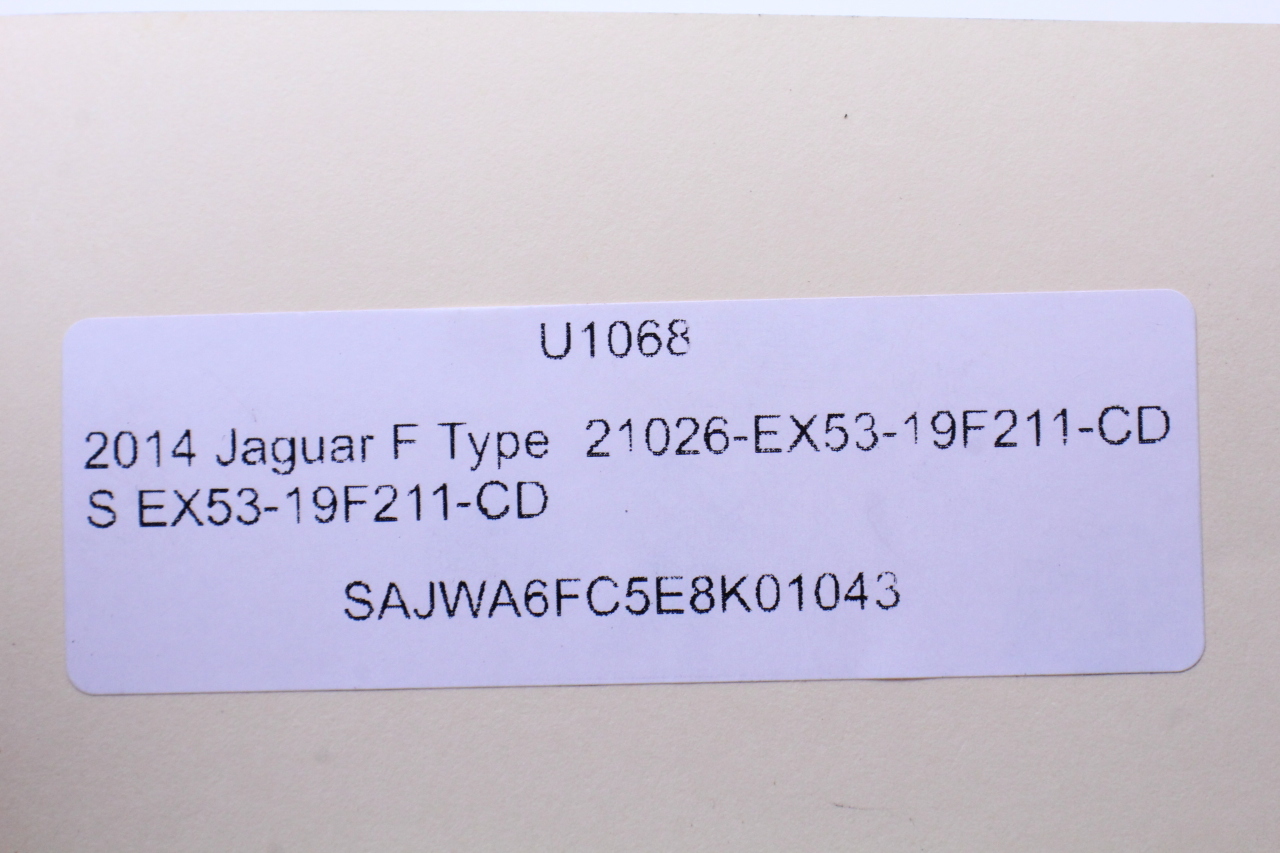 U1068
2014 Jaguar F Type 21026-EX53-19F211-CD
S EX53-19F211-CD
SAJWA6FC5E8K01043